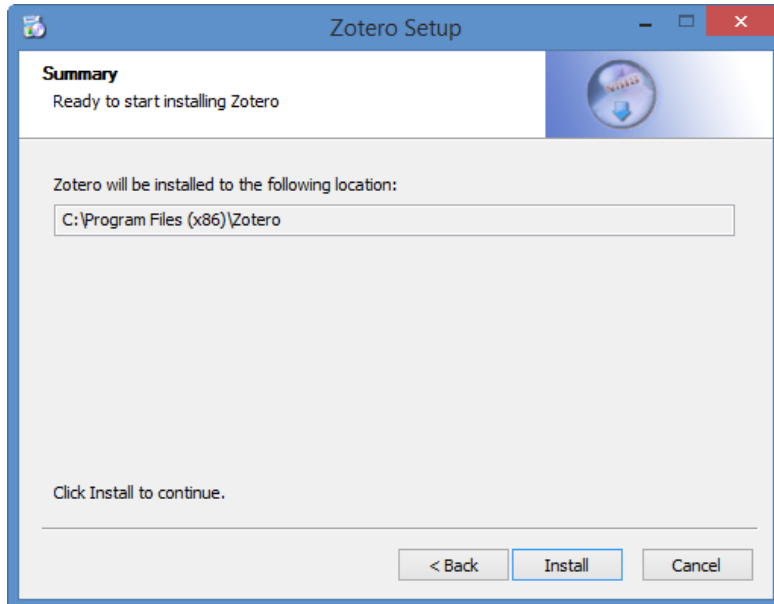 Zotero Setup
Summary
Ready to start installing Zotero
Zotero will be installed to the following location:
C:\Program Files (x86)\Zotero
Click Install to continue.
< Back
Install
Cancel